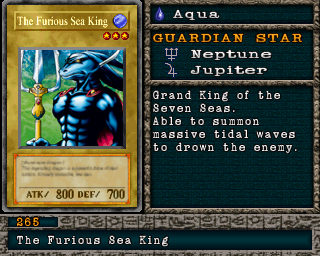 The Furious Sea King
ATK/ 800 DEF/ 700
Aqua
GUARDIAN STAR
Neptune
Jupiter
Grand King of the
Seven Seas.
Able to summon
massive tidal waves
to drown the enemy.
265
The Furious Sea King